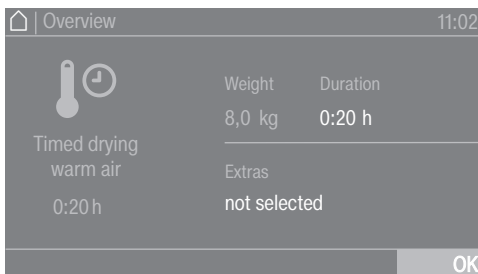 Overview
11:02
Timed drying
warm air
0:20 h
Weight
8,0 kg
Duration
0:20 h
Extras
not selected
OK